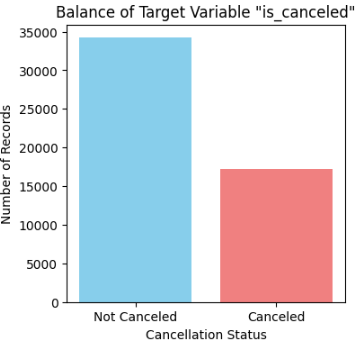 Balance of Target Variable "is_canceled"
Number of Records
35000
30000
25000
20000
15000
10000
5000
0
Not Canceled Canceled
Cancellation Status